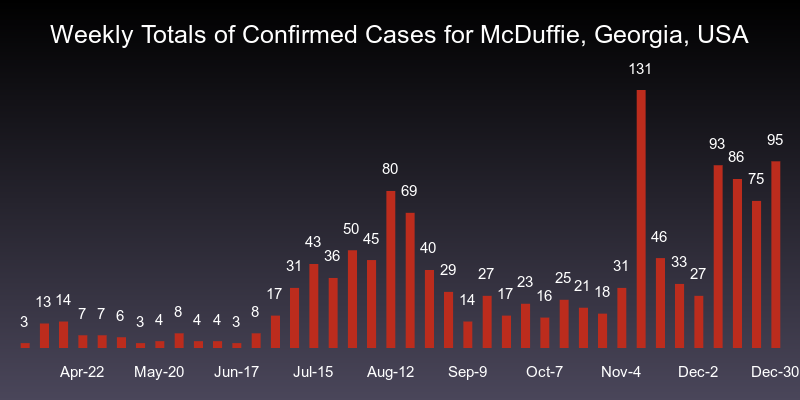 Weekly Totals of Confirmed Cases for McDuffie, Georgia, USA
3 13 14 7 7 6 3 4 8 4 4 3 8 17 31 43 36 50 45 80 69 40 29 14 27 17 23 16 25 21 18 31 131 46 33 27 93 86 75 95
Apr-22 May-20 Jun-17 Jul-15 Aug-12 Sep-9 Oct-7 Nov-4 Dec-2 Dec-30